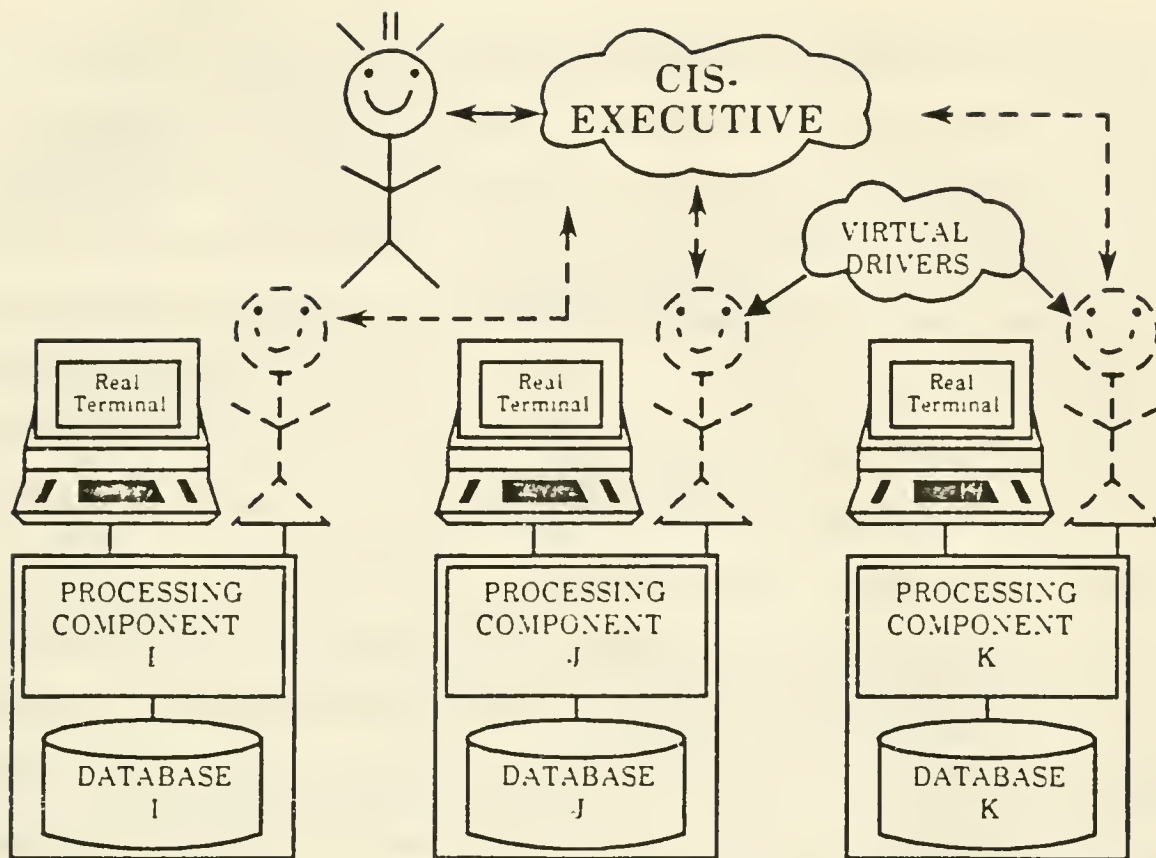 CIS-
EXECUTIVE
VIRTUAL
DRIVERS
Real
Terminal
Real
Terminal
Real
Terminal
PROCESSING
COMPONENT
I
PROCESSING
COMPONENT
J
PROCESSING
COMPONENT
K
DATABASE
I
DATABASE
J
DATABASE
K